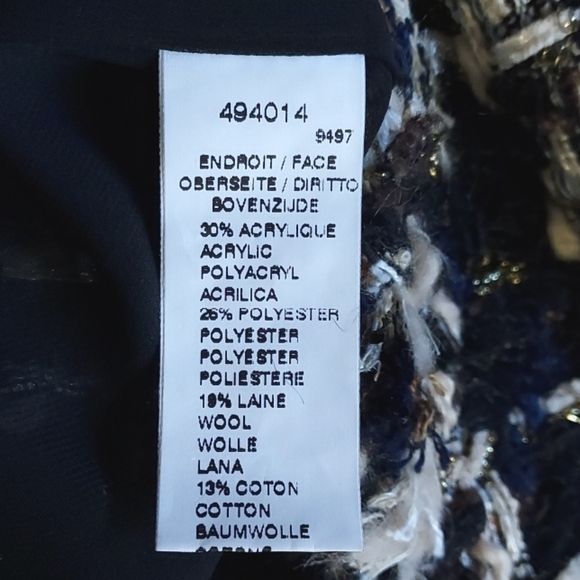 494014
9497
ENDROIT / FACE
OBERSEITE / DIRITTO
BOVENZIJDE
30% ACRYLIQUE
ACRYLIC
POLYACRYL
ACRILICA
26% POLYESTER
POLYESTER
POLYESTER
POLIESTERE
19% LAINE
WOOL
WOLLE
LANA
13% COTON
COTTON
BAUMWOLLE